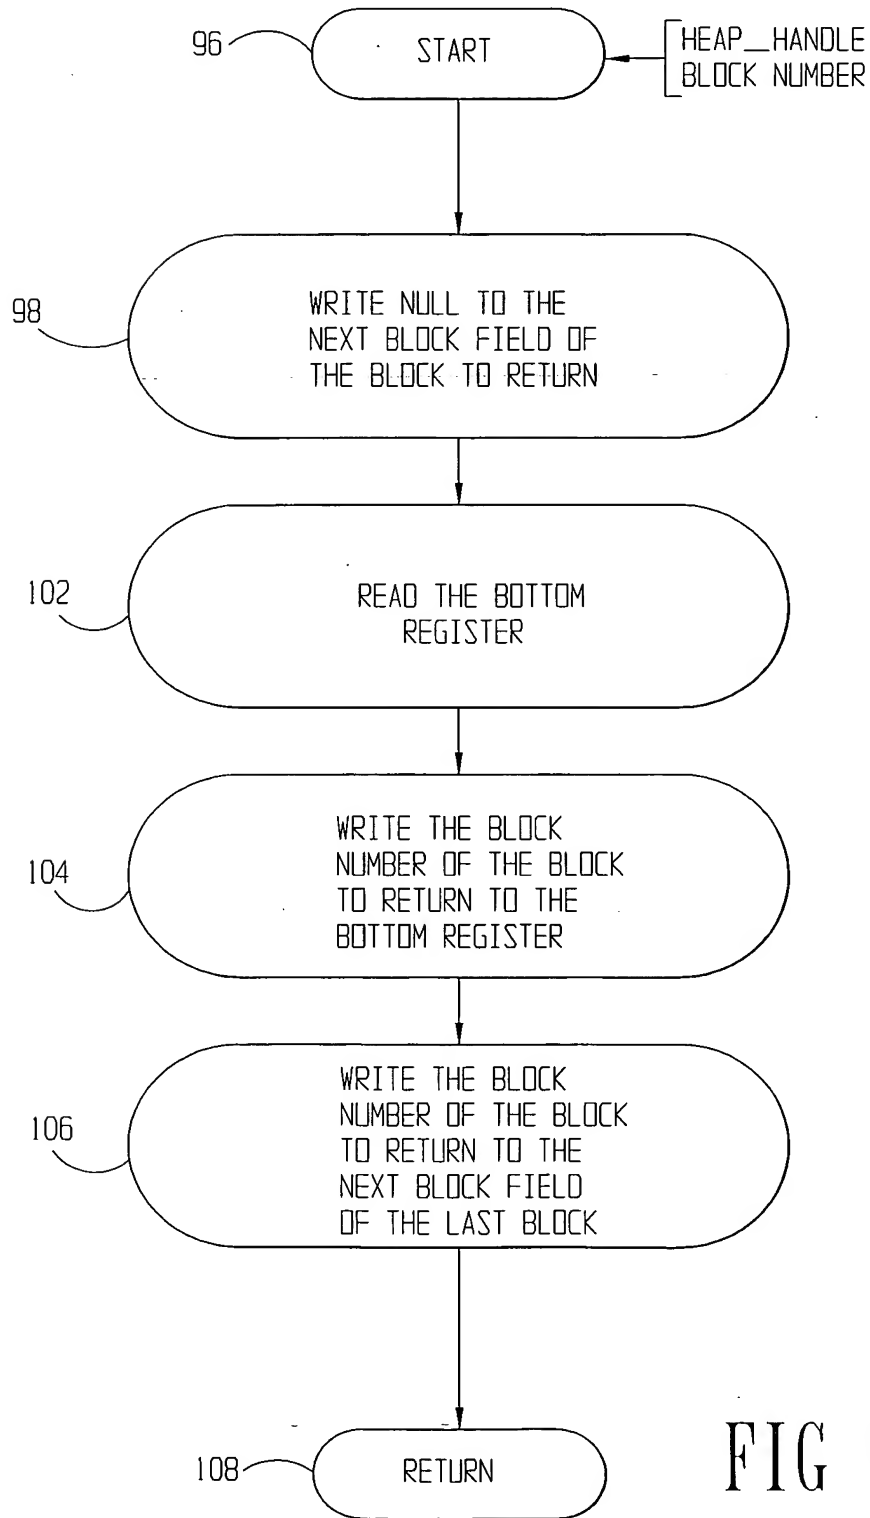 96
START
HEAP_HANDLE
BLOCK NUMBER
98
WRITE NULL TO THE
NEXT BLOCK FIELD OF
THE BLOCK TO RETURN
102
READ THE BOTTOM
REGISTER
104
WRITE THE BLOCK
NUMBER OF THE BLOCK
TO RETURN TO THE
BOTTOM REGISTER
106
WRITE THE BLOCK
NUMBER OF THE BLOCK
TO RETURN TO THE
NEXT BLOCK FIELD
OF THE LAST BLOCK
108
RETURN
FIG